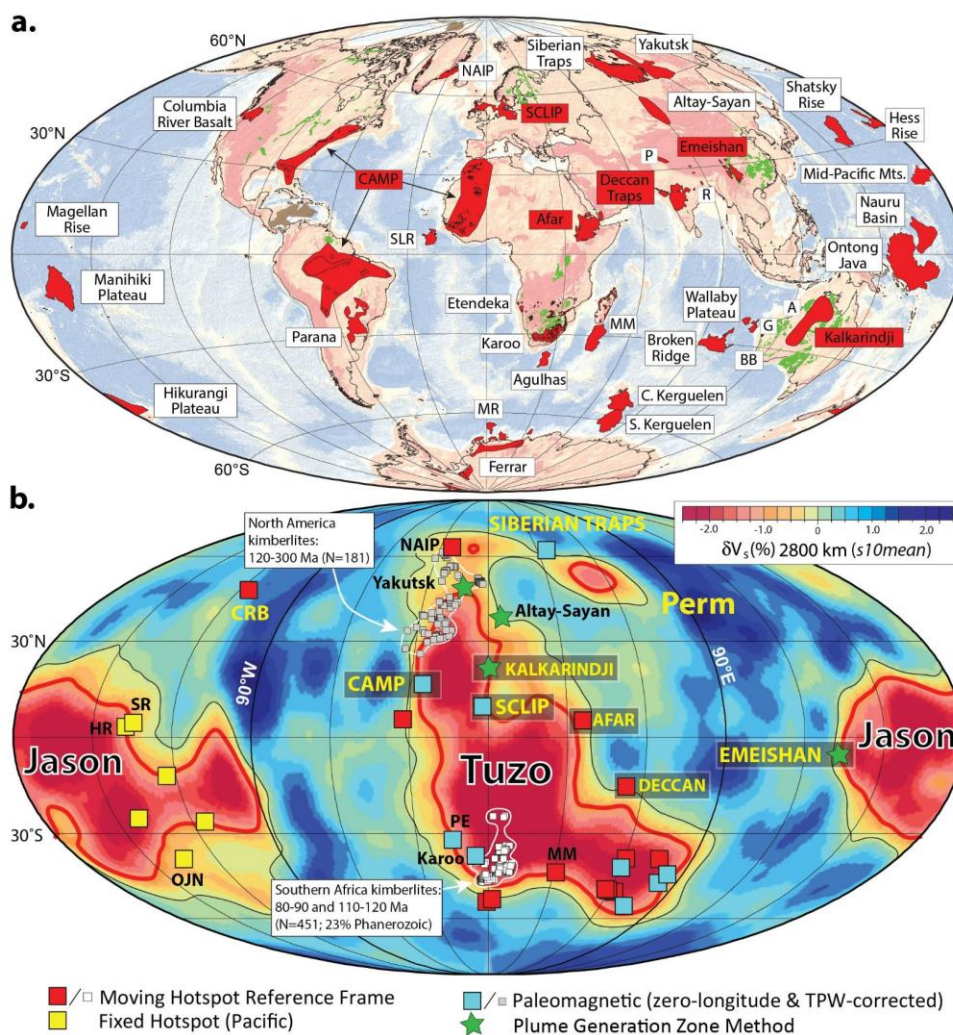 a.
60°N
NAIP
Siberian
Traps
Yakutsk
Columbia
River Basalt
SCLIP
Altay-Sayan
Shatsky
Rise
Hess
Rise
30°N
P
Emeishan
CAMP
Deccan
Traps
Mid-Pacific Mts.
R
Magellan
Rise
SLR
Afar
Nauru
Basin
Ontong
Java
Manihiki
Plateau
Etendeka
Wallaby
Plateau
A
Parana
Karoo
MM
G
Kalkarindji
Broken
Ridge
BB
30°S
Agulhas
Hikurangi
Plateau
MR
C. Kerguelen
S. Kerguelen
60°S
Ferrar
b.
North America
kimberlites:
120-300 Ma (N=181)
SIBERIAN TRAPS
-2.0 -1.0 0 1.0 2.0
δVs(%) 2800 km (s10mean)
NAIP
Yakutsk
CRB
Altay-Sayan
Perm
30°N
90°W
KALKARINDJI
90°E
CAMP
SCLIP
SR
HR
AFAR
Jason
Tuzo
EMEISHAN
Jason
DECCAN
30°S
PE
Karoo
MM
OJN
Southern Africa kimberlites:
80-90 and 110-120 Ma
(N=451; 23% Phanerozoic)
/ Moving Hotspot Reference Frame
Fixed Hotspot (Pacific)
/ Paleomagnetic (zero-longitude & TPW-corrected)
Plume Generation Zone Method